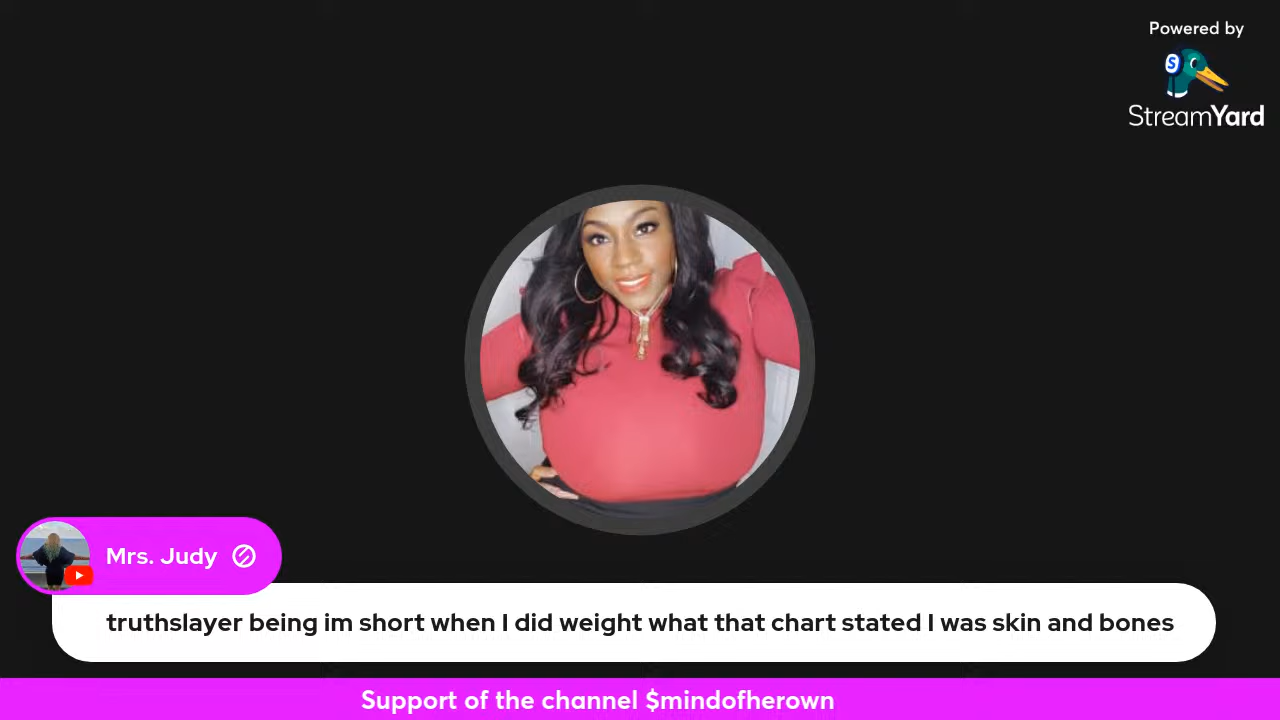 Powered by
S
StreamYard
Mrs. Judy
truthslayer being im short when I did weight what that chart stated I was skin and bones
Support of the channel $mindofherown